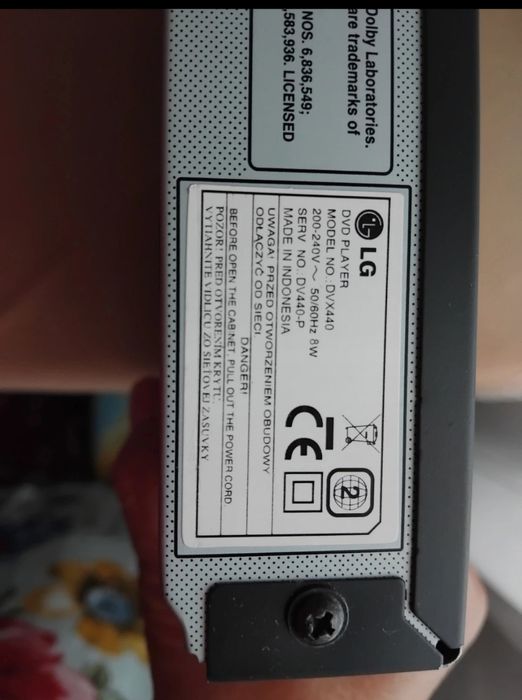 Dolby Laboratories.
are trademarks of
NOS. 6,836,549;
,583,936. LICENSED
LG
DVD PLAYER
MODEL NO.: DVX440
200-240V ~ 50/60Hz 8W
SERV NO.: DV440-P
MADE IN INDONESIA
2
CE
UWAGA! PRZED OTWORZENIEM OBUDOWY
ODŁĄCZYĆ OD SIECI.
DANGER!
BEFORE OPEN THE CABINET, PULL OUT THE POWER CORD.
POZOR! PRED OTVORENÍM KRYTU.
VYTIAHNITE VIDLICU ZO SIEŤOVEJ ZÁSUVKY